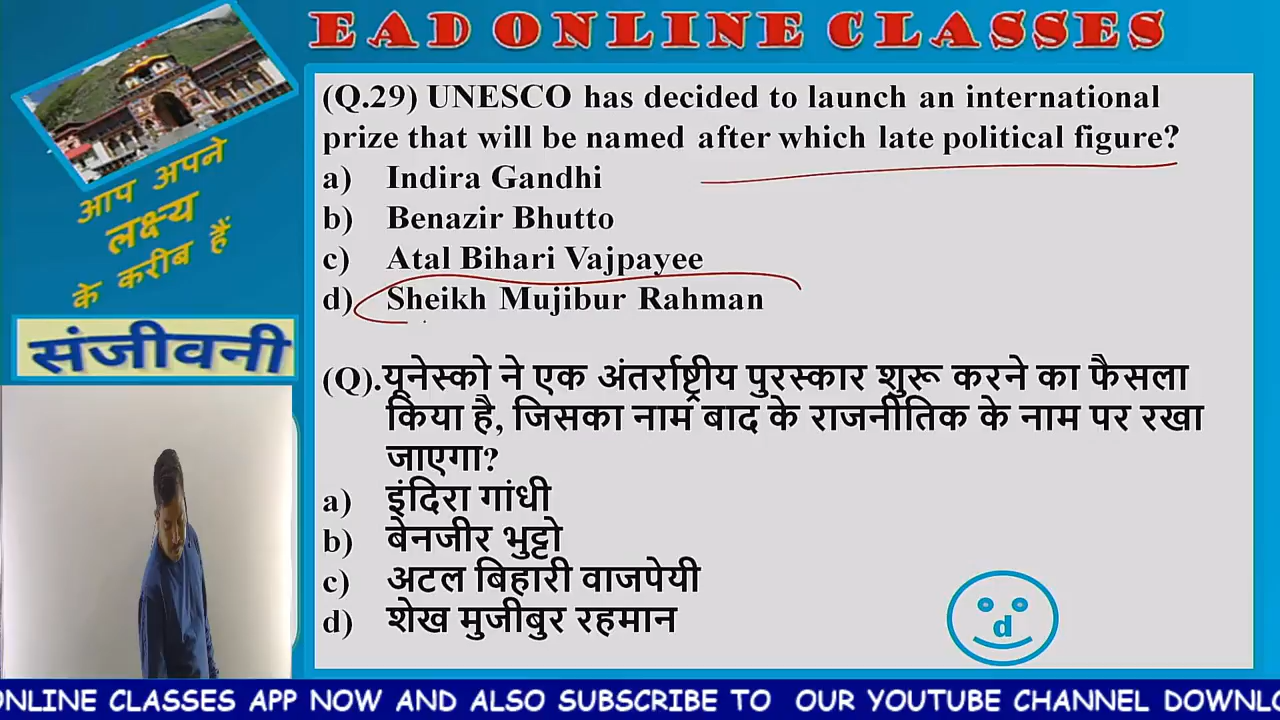 EAD ONLINE CLASSES
आप अपने
लक्ष्य
के करीब हैं
संजीवनी
(Q.29) UNESCO has decided to launch an international
prize that will be named after which late political figure?
a) Indira Gandhi
b) Benazir Bhutto
c) Atal Bihari Vajpayee
d) Sheikh Mujibur Rahman
(Q).यूनेस्को ने एक अंतर्राष्ट्रीय पुरस्कार शुरू करने का फैसला
किया है, जिसका नाम बाद के राजनीतिक के नाम पर रखा
जाएगा?
a) इंदिरा गांधी
b) बेनजीर भुट्टो
c) अटल बिहारी वाजपेयी
d) शेख मुजीबुर रहमान
d
ONLINE CLASSES APP NOW AND ALSO SUBSCRIBE TO OUR YOUTUBE CHANNEL DOWNLO